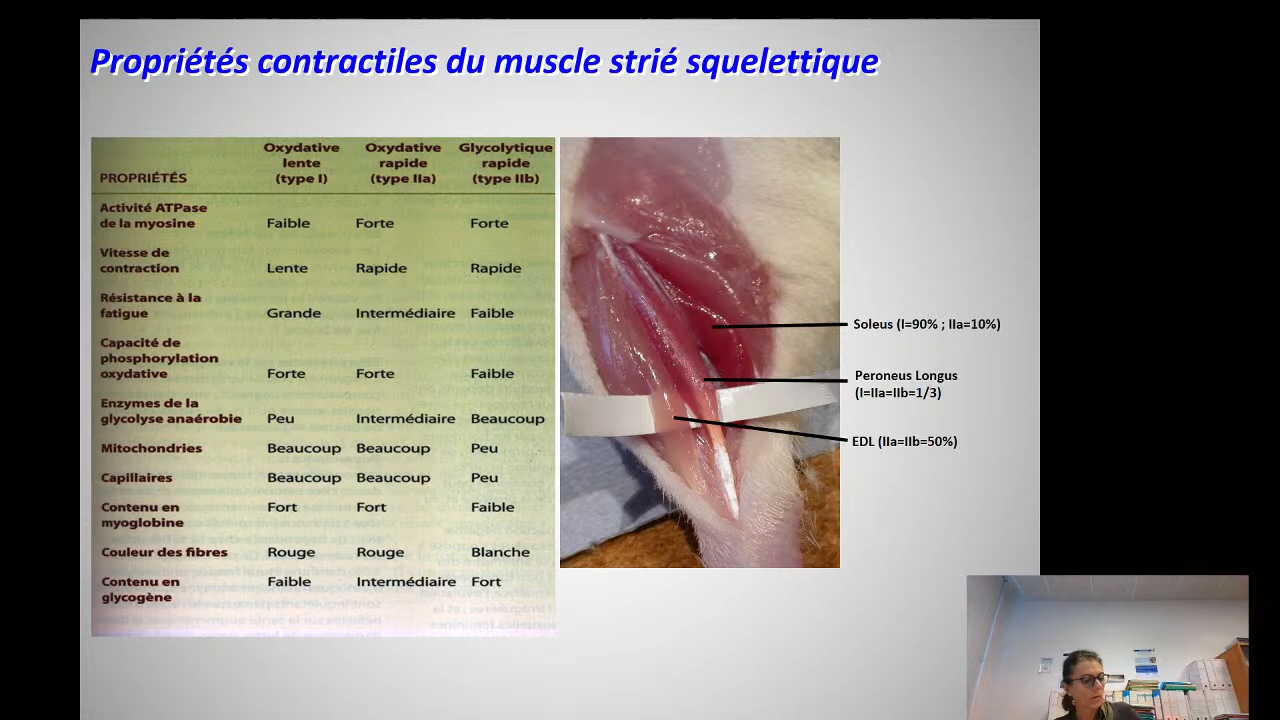 Propriétés contractiles du muscle strié squelettique
PROPRIÉTÉS
Oxydative
lente
(type I)
Oxydative
rapide
(type IIa)
Glycolytique
rapide
(type IIb)
Activité ATPase
de la myosine
Faible
Forte
Forte
Vitesse de
contraction
Lente
Rapide
Rapide
Résistance à la
fatigue
Grande
Intermédiaire
Faible
Capacité de
phosphorylation
oxydative
Forte
Forte
Faible
Enzymes de la
glycolyse anaérobie
Peu
Intermédiaire
Beaucoup
Mitochondries
Beaucoup
Beaucoup
Peu
Capillaires
Beaucoup
Beaucoup
Peu
Contenu en
myoglobine
Fort
Fort
Faible
Couleur des fibres
Rouge
Rouge
Blanche
Contenu en
glycogène
Faible
Intermédiaire
Fort
Soleus (I=90% ; IIa=10%)
Peroneus Longus
(I=IIa=IIb=1/3)
EDL (IIa=IIb=50%)